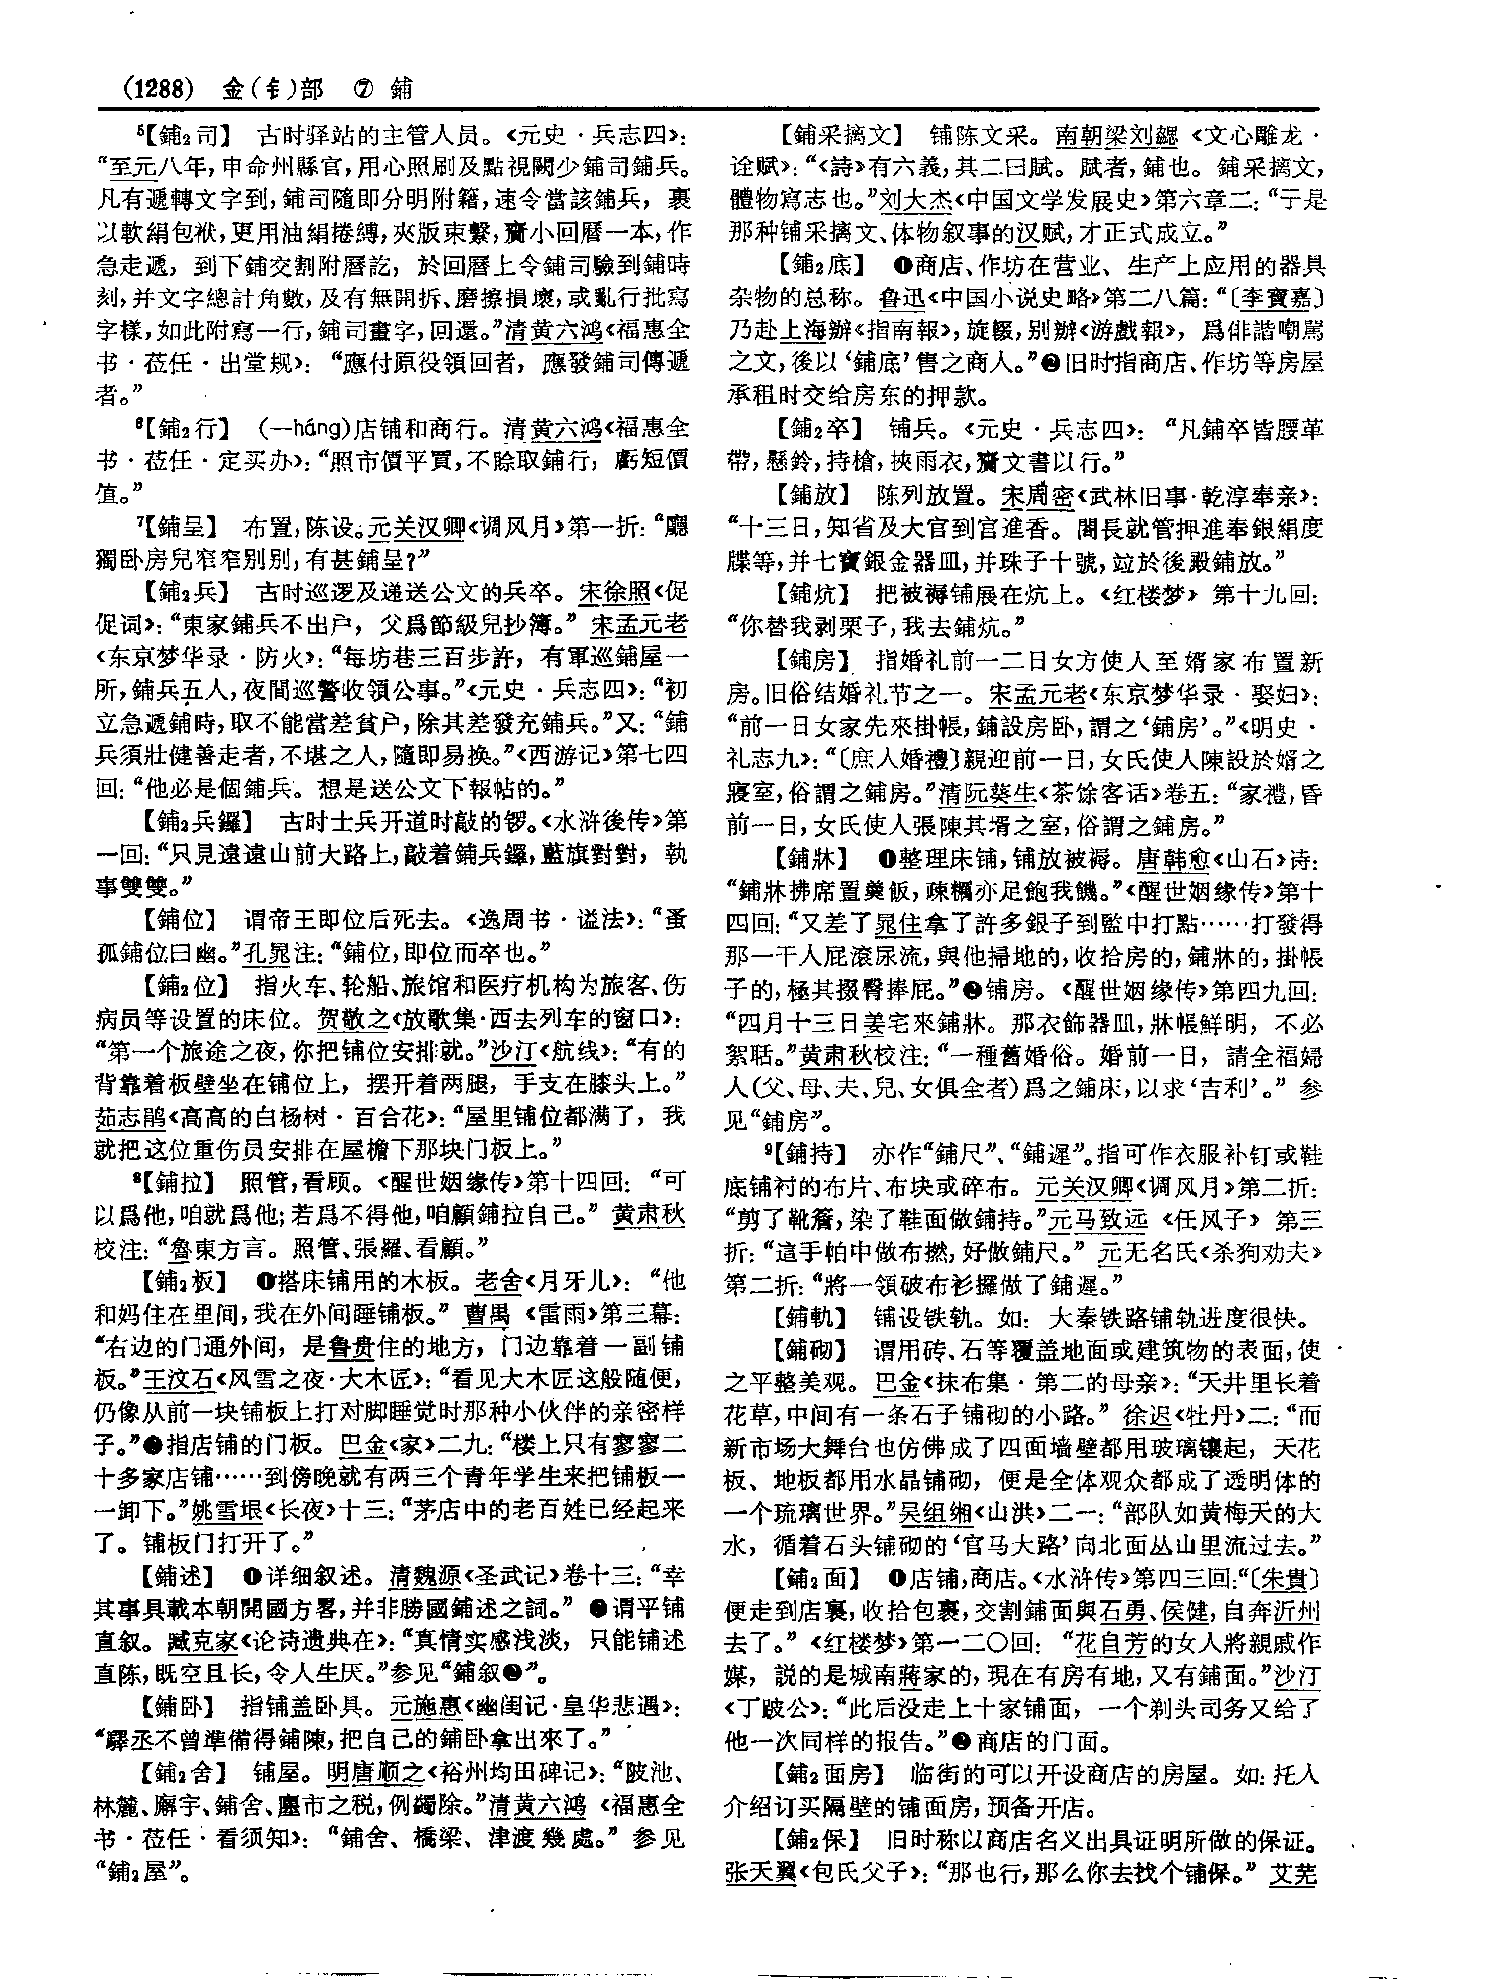 (1288) 金(钅)部 ⑦ 鋪
⁵【鋪₂司】 古时驿站的主管人员。《元史·兵志四》：
“至元八年，申命州縣官，用心照刷及點視闕少鋪司鋪兵。
凡有遞轉文字到，鋪司隨即分明附籍，速令當該鋪兵，裹
以軟絹包袱，更用油絹捲縛，夾版束繫，齎小回曆一本，作
急走遞，到下鋪交割附曆訖，於回曆上令鋪司驗到鋪時
刻，并文字總計角數，及有無開拆、磨擦損壞，或亂行批寫
字樣，如此附寫一行，鋪司畫字，回還。”清黄六鸿《福惠全
书·莅任·出堂规》：“應付原役領回者，應發鋪司傳遞
者。”
⁶【鋪₂行】 (—háng)店铺和商行。清黄六鸿《福惠全
书·莅任·定买办》：“照市價平買，不賒取鋪行，虧短價
值。”
⁷【鋪呈】 布置，陈设。元关汉卿《调风月》第一折：“廳
獨卧房兒窄窄别别，有甚鋪呈？”
【鋪₂兵】 古时巡逻及递送公文的兵卒。宋徐照《促
促词》：“東家鋪兵不出户，父爲節級兒抄簿。”宋孟元老
《东京梦华录·防火》：“每坊巷三百步許，有軍巡鋪屋一
所，鋪兵五人，夜間巡警收領公事。”《元史·兵志四》：“初
立急遞鋪時，取不能當差貧户，除其差發充鋪兵。”又：“鋪
兵須壯健善走者，不堪之人，隨即易换。”《西游记》第七四
回：“他必是個鋪兵。想是送公文下報帖的。”
【鋪₂兵鑼】 古时士兵开道时敲的锣。《水浒後传》第
一回：“只見遠遠山前大路上，敲着鋪兵鑼，藍旗對對，執
事雙雙。”
【鋪位】 谓帝王即位后死去。《逸周书·谥法》：“蚤
孤鋪位曰幽。”孔晁注：“鋪位，即位而卒也。”
【鋪₂位】 指火车、轮船、旅馆和医疗机构为旅客、伤
病员等设置的床位。贺敬之《放歌集·西去列车的窗口》：
“第一个旅途之夜，你把铺位安排就。”沙汀《航线》：“有的
背靠着板壁坐在铺位上，摆开着两腿，手支在膝头上。”
茹志鹃《高高的白杨树·百合花》：“屋里铺位都满了，我
就把这位重伤员安排在屋檐下那块门板上。”
⁸【鋪拉】 照管，看顾。《醒世姻缘传》第十四回：“可
以爲他，咱就爲他；若爲不得他，咱顧鋪拉自己。”黄肃秋
校注：“魯東方言。照管、張羅、看顧。”
【鋪₂板】 ❶搭床铺用的木板。老舍《月牙儿》：“他
和妈住在里间，我在外间睡铺板。”曹禺《雷雨》第三幕：
“右边的门通外间，是鲁贵住的地方，门边靠着一副铺
板。”王汶石《风雪之夜·大木匠》：“看见大木匠这般随便，
仍像从前一块铺板上打对脚睡觉时那种小伙伴的亲密样
子。”❷指店铺的门板。巴金《家》二九：“楼上只有寥寥二
十多家店铺……到傍晚就有两三个青年学生来把铺板一
一卸下。”姚雪垠《长夜》十三：“茅店中的老百姓已经起来
了。铺板门打开了。”
【鋪述】 ❶详细叙述。清魏源《圣武记》卷十三：“幸
其事具載本朝開國方畧，并非勝國鋪述之詞。”❷谓平铺
直叙。臧克家《论诗遗典在》：“真情实感浅淡，只能铺述
直陈，既空且长，令人生厌。”参见“鋪叙❷”。
【鋪卧】 指铺盖卧具。元施惠《幽闺记·皇华悲遇》：
“驛丞不曾準備得鋪陳，把自己的鋪卧拿出來了。”
【鋪₂舍】 铺屋。明唐顺之《裕州均田碑记》：“陂池、
林麓、廨宇、鋪舍、廛市之税，例蠲除。”清黄六鸿《福惠全
书·莅任·看须知》：“鋪舍、橋梁、津渡幾處。”参见
“鋪₂屋”。
【鋪采摛文】 铺陈文采。南朝梁刘勰《文心雕龙·
诠赋》：“《詩》有六義，其二曰賦。賦者，鋪也。鋪采摛文，
體物寫志也。”刘大杰《中国文学发展史》第六章二：“于是
那种铺采摛文、体物叙事的汉赋，才正式成立。”
【鋪₂底】 ❶商店、作坊在营业、生产上应用的器具
杂物的总称。鲁迅《中国小说史略》第二八篇：“〔李寶嘉〕
乃赴上海辦《指南報》，旋輟，别辦《游戲報》，爲俳諧嘲駡
之文，後以‘鋪底’售之商人。”❷旧时指商店、作坊等房屋
承租时交给房东的押款。
【鋪₂卒】 铺兵。《元史·兵志四》：“凡鋪卒皆腰革
帶，懸鈴，持槍，挾雨衣，齎文書以行。”
【鋪放】 陈列放置。宋周密《武林旧事·乾淳奉亲》：
“十三日，知省及大官到宫進香。閤長就管押進奉銀絹度
牒等，并七寶銀金器皿，并珠子十號，竝於後殿鋪放。”
【鋪炕】 把被褥铺展在炕上。《红楼梦》第十九回：
“你替我剥栗子，我去鋪炕。”
【鋪房】 指婚礼前一二日女方使人至婿家布置新
房。旧俗结婚礼节之一。宋孟元老《东京梦华录·娶妇》：
“前一日女家先來掛帳，鋪設房卧，謂之‘鋪房’。”《明史·
礼志九》：“〔庶人婚禮〕親迎前一日，女氏使人陳設於婿之
寢室，俗謂之鋪房。”清阮葵生《茶馀客话》卷五：“家禮，昏
前一日，女氏使人張陳其壻之室，俗謂之鋪房。”
【鋪牀】 ❶整理床铺，铺放被褥。唐韩愈《山石》诗：
“鋪牀拂席置羹飯，疎糲亦足飽我饑。”《醒世姻缘传》第十
四回：“又差了晁住拿了許多銀子到監中打點……打發得
那一干人屁滾尿流，與他掃地的，收拾房的，鋪牀的，掛帳
子的，極其掇臀捧屁。”❷铺房。《醒世姻缘传》第四九回：
“四月十三日姜宅來鋪牀。那衣飾器皿，牀帳鮮明，不必
絮聒。”黄肃秋校注：“一種舊婚俗。婚前一日，請全福婦
人(父、母、夫、兒、女俱全者)爲之鋪床，以求‘吉利’。”参
见“鋪房”。
⁹【鋪持】 亦作“鋪尺”、“鋪遲”。指可作衣服补钉或鞋
底铺衬的布片、布块或碎布。元关汉卿《调风月》第二折：
“剪了靴簷，染了鞋面做鋪持。”元马致远《任风子》第三
折：“這手帕中做布撚，好做鋪尺。”元无名氏《杀狗劝夫》
第二折：“將一領破布衫攞做了鋪遲。”
【鋪軌】 铺设铁轨。如：大秦铁路铺轨进度很快。
【鋪砌】 谓用砖、石等覆盖地面或建筑物的表面，使
之平整美观。巴金《抹布集·第二的母亲》：“天井里长着
花草，中间有一条石子铺砌的小路。”徐迟《牡丹》二：“而
新市场大舞台也仿佛成了四面墙壁都用玻璃镶起，天花
板、地板都用水晶铺砌，便是全体观众都成了透明体的
一个琉璃世界。”吴组缃《山洪》二一：“部队如黄梅天的大
水，循着石头铺砌的‘官马大路’向北面丛山里流过去。”
【鋪₂面】 ❶店铺，商店。《水浒传》第四三回：“〔朱貴〕
便走到店裏，收拾包裹，交割鋪面與石勇、侯健，自奔沂州
去了。”《红楼梦》第一二〇回：“花自芳的女人將親戚作
媒，説的是城南蔣家的，現在有房有地，又有鋪面。”沙汀
《丁跛公》：“此后没走上十家铺面，一个剃头司务又给了
他一次同样的报告。”❷商店的门面。
【鋪₂面房】 临街的可以开设商店的房屋。如：托人
介绍订买隔壁的铺面房，预备开店。
【鋪₂保】 旧时称以商店名义出具证明所做的保证。
张天翼《包氏父子》：“那也行，那么你去找个铺保。”艾芜